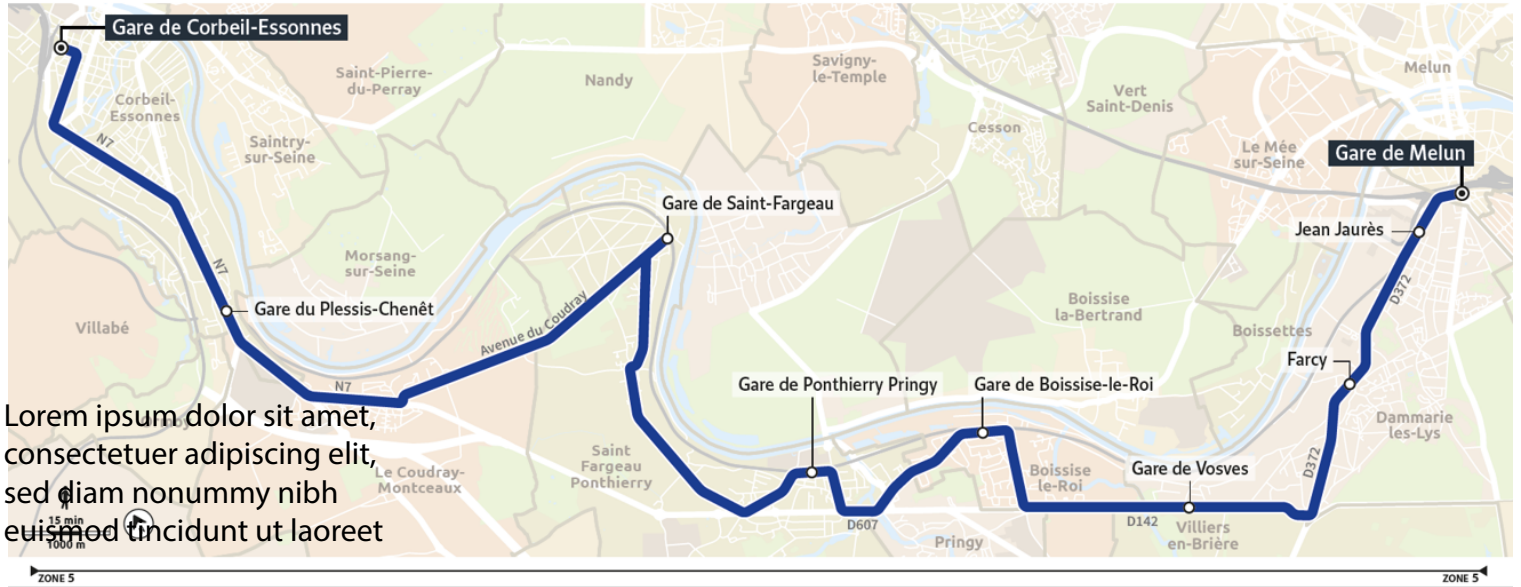 Gare de Corbeil-Essonnes
Saint-Pierre-
du-Perray
Nandy
Savigny-
le-Temple
Melun
Vert
Saint-Denis
Corbeil-
Essonnes
Cesson
N7
Saintry-
sur-Seine
Le Mée
sur-Seine
Gare de Melun
Gare de Saint-Fargeau
Jean Jaurès
Morsang-
sur-Seine
N7
D372
Gare du Plessis-Chenêt
Boissise
la-Bertrand
Villabé
Avenue du Coudray
Boissettes
Farcy
N7
Gare de Ponthierry Pringy
Gare de Boissise-le-Roi
Dammarie
les-Lys
Lorem ipsum dolor sit amet,
consectetuer adipiscing elit,
sed diam nonummy nibh
euismod tincidunt ut laoreet
Le Coudray-
Montceaux
Saint
Fargeau
Ponthierry
Boissise
le-Roi
Gare de Vosves
D372
15 min
1000 m
D607
D142
Villiers
en-Brière
Pringy
ZONE 5
ZONE 5